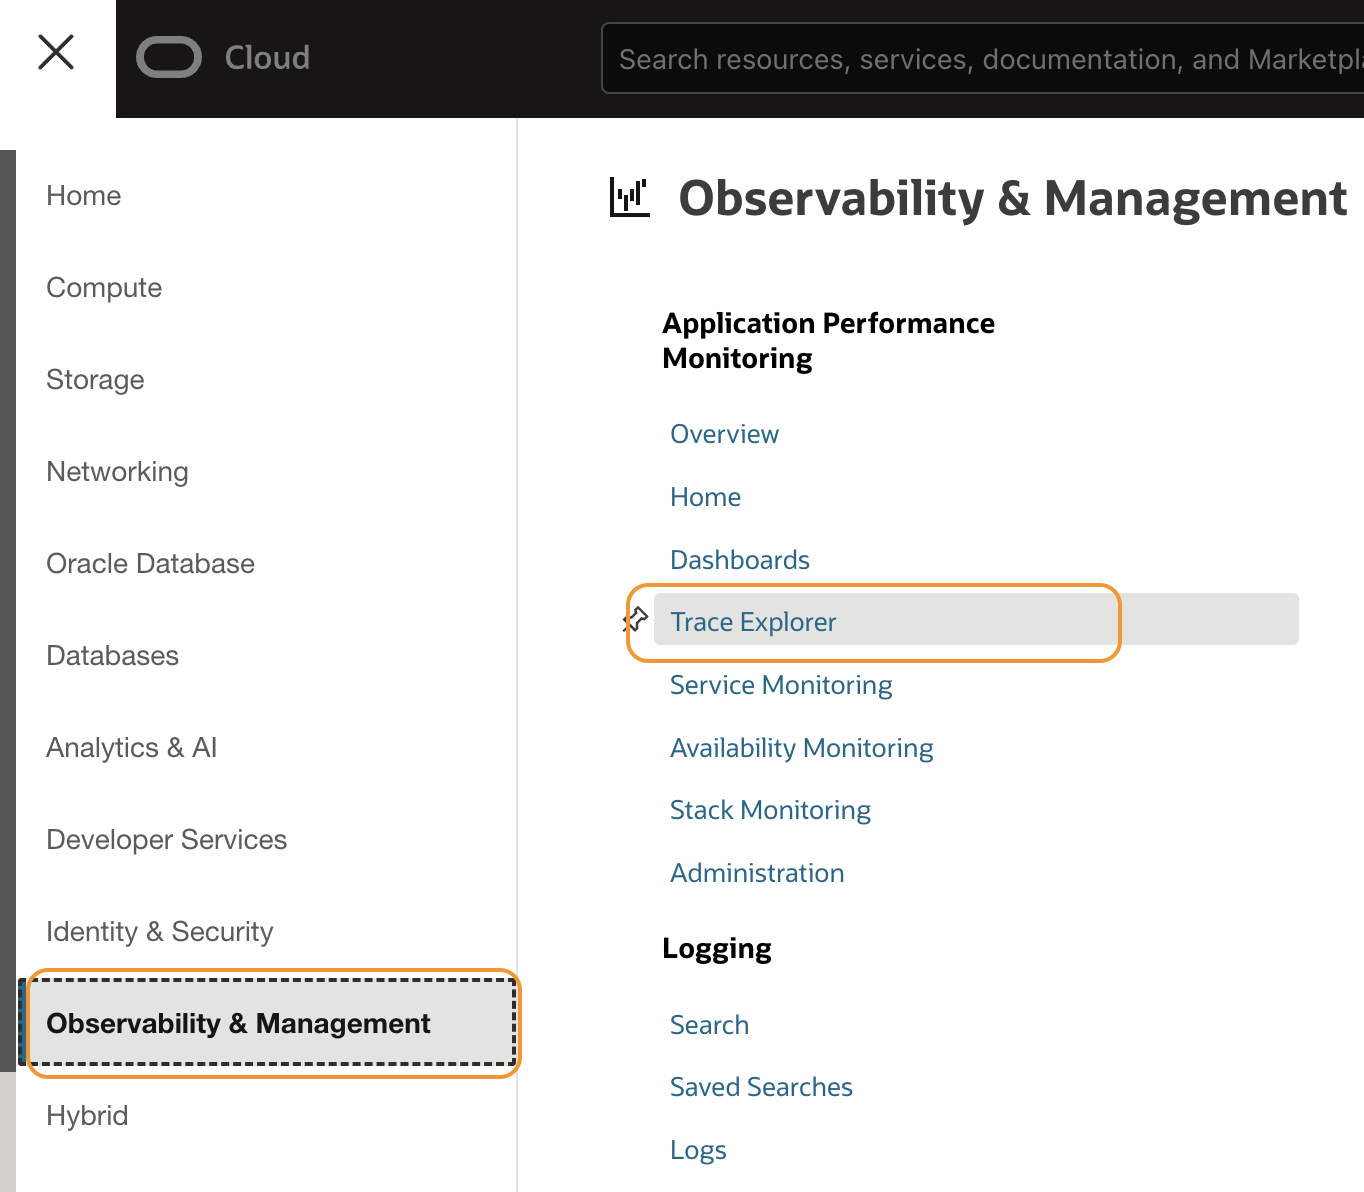 Cloud
Search resources, services, documentation, and Marketpl
Home
Compute
Storage
Networking
Oracle Database
Databases
Analytics & AI
Developer Services
Identity & Security
Observability & Management
Hybrid
Observability & Management
Application Performance
Monitoring
Overview
Home
Dashboards
Trace Explorer
Service Monitoring
Availability Monitoring
Stack Monitoring
Administration
Logging
Search
Saved Searches
Logs